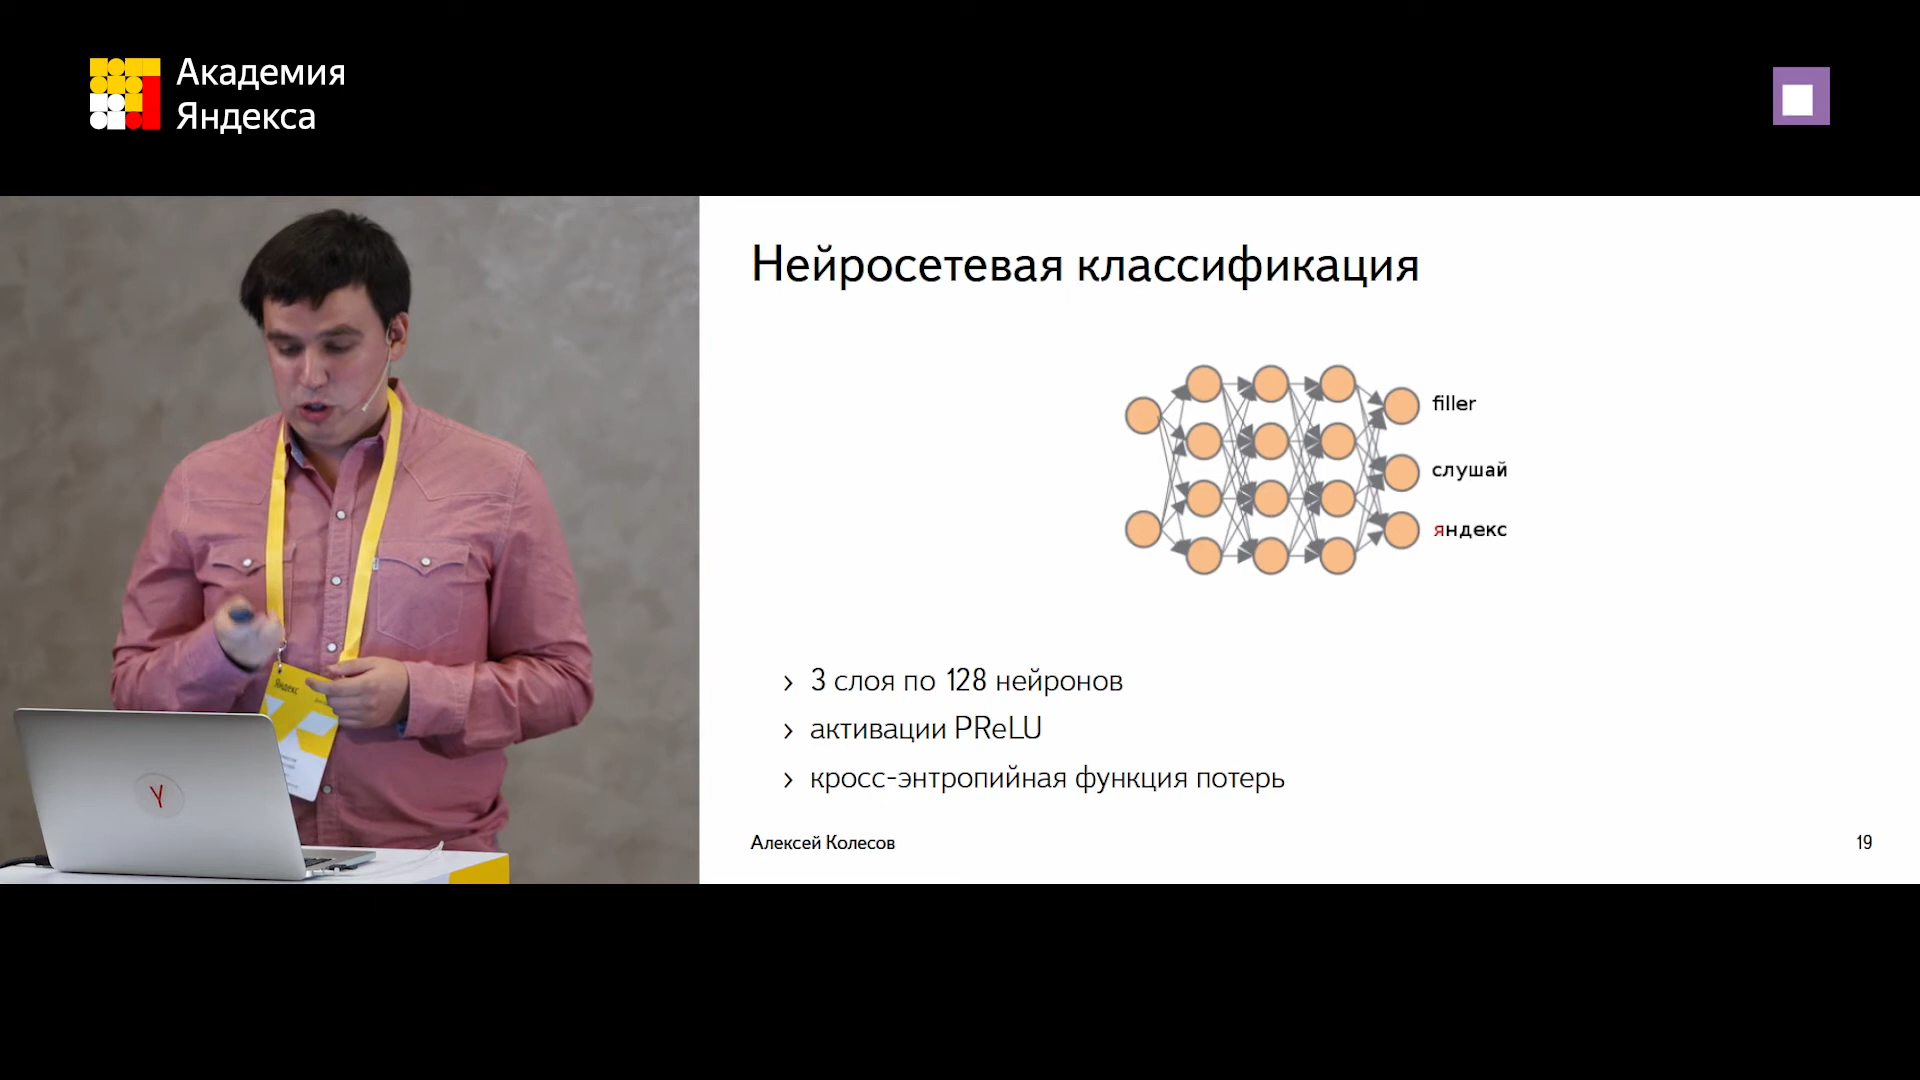 Академия
Яндекса
Нейросетевая классификация
filler
слушай
яндекс
› 3 слоя по 128 нейронов
› активации PReLU
› кросс-энтропийная функция потерь
Алексей Колесов
19
Яндекс
Y